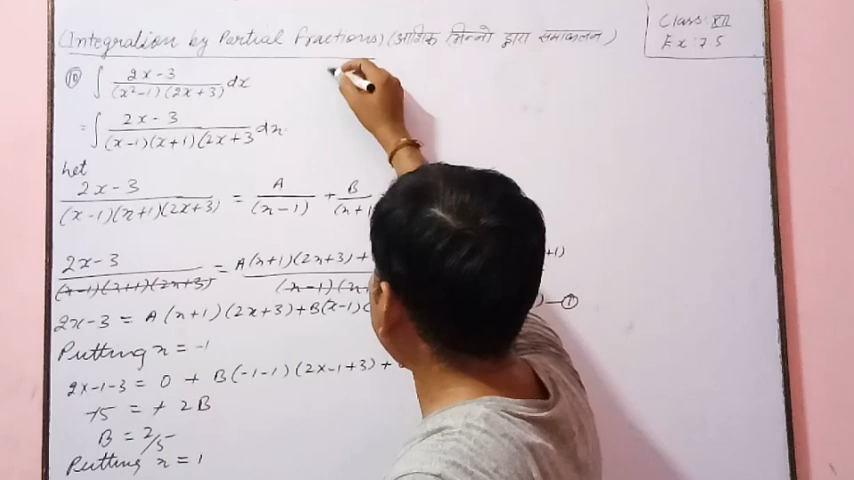 (Integration by Partial Fractions) (आंशिक भिन्नो द्वारा समाकलन)
Class: XII
Ex: 7.5
⑩ ∫ 2x-3 / (x²-1)(2x+3) dx
= ∫ 2x-3 / (x-1)(x+1)(2x+3 dx
Let
2x-3 / (x-1)(x+1)(2x+3) = A / (x-1) + B / (x+1
2x-3 / (x-1)(x+1)(2x+3) = A(x+1)(2x+3)+ / (x-1)(x +1)
2x-3 = A(x+1)(2x+3)+B(x-1)( ) — ①
Putting x = -1
2x-1-3 = 0 + B(-1-1)(2x-1+3) +
+5 = + 2B
B = 2/5
Putting x = 1